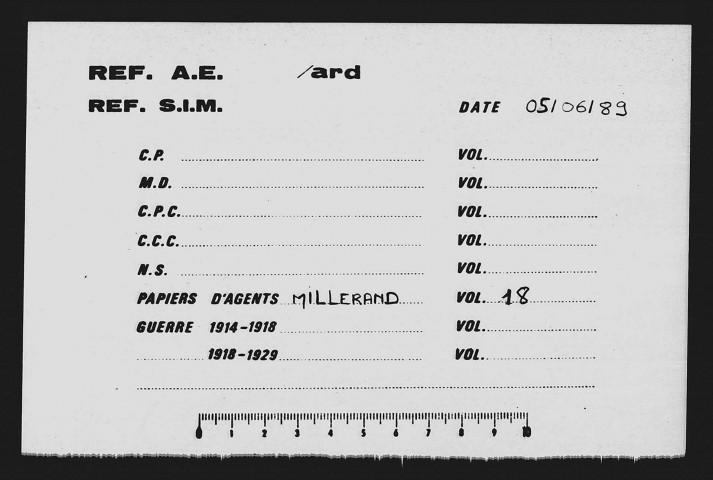 REF. A.E. /ard
REF. S.I.M. DATE 05/06/89
C.P. VOL.
M.D. VOL.
C.P.C. VOL.
C.C.C. VOL.
N.S. VOL.
PAPIERS D'AGENTS MILLERAND VOL. 18
GUERRE 1914-1918 VOL.
1918-1929 VOL.
0 1 2 3 4 5 6 7 8 9 10